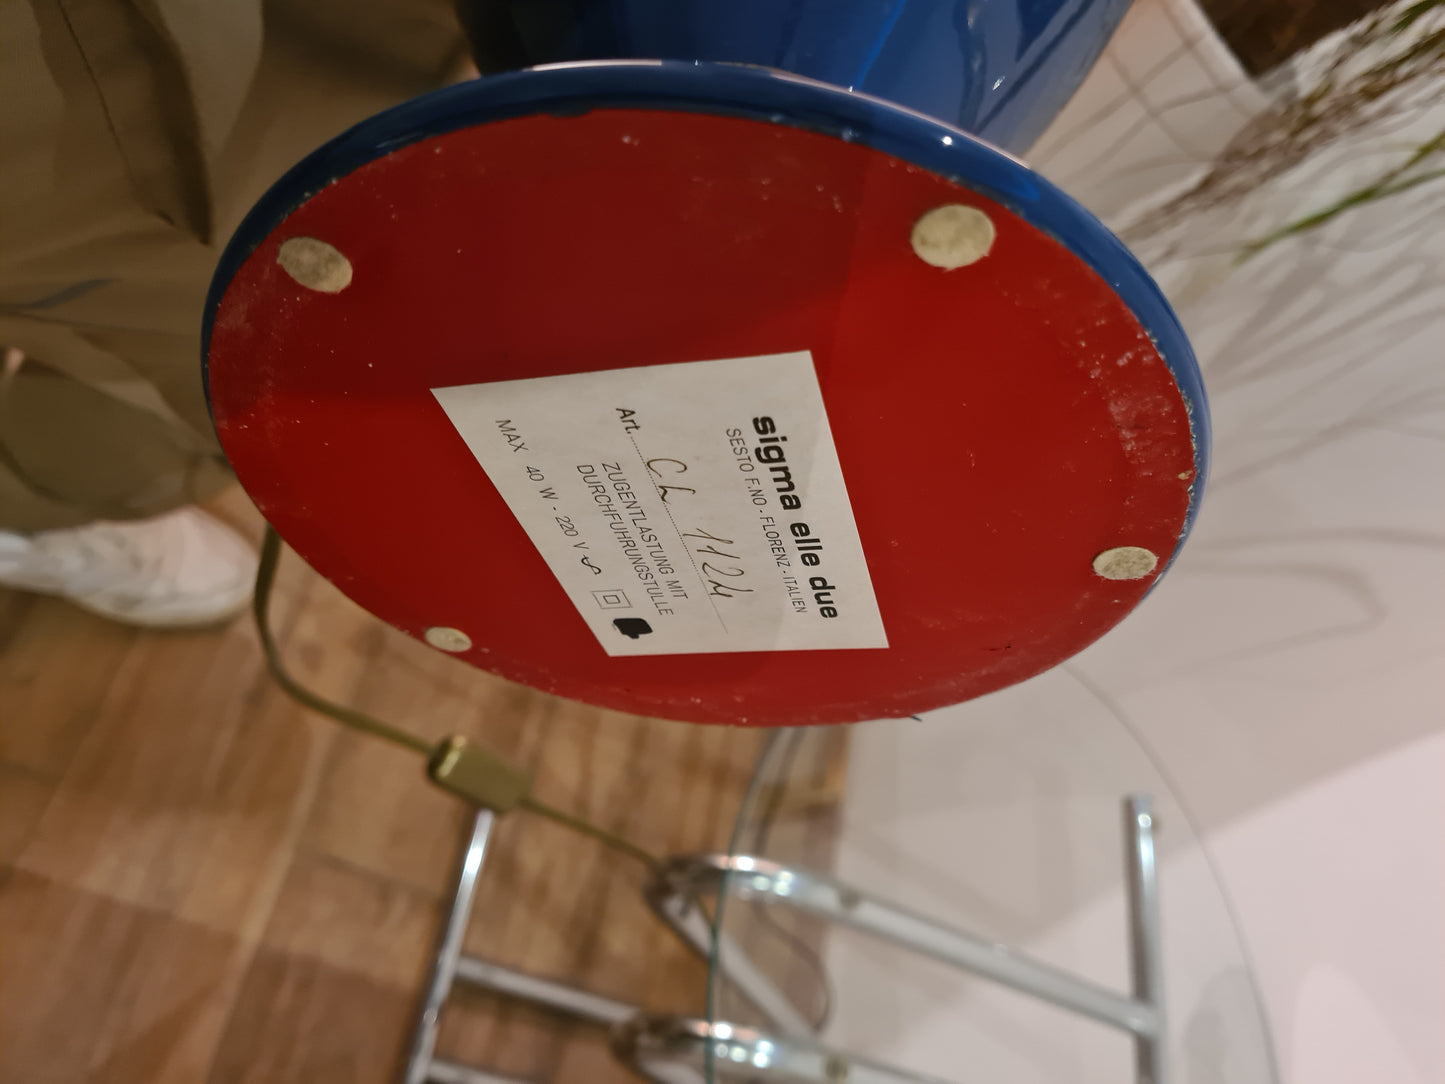 sigma elle due
SESTO F.NO - FLORENZ - ITALIEN
Art. CL 1124
ZUGENTLASTUNG MIT
DURCHFUHRUNGSTULLE
MAX 40 W - 220 V